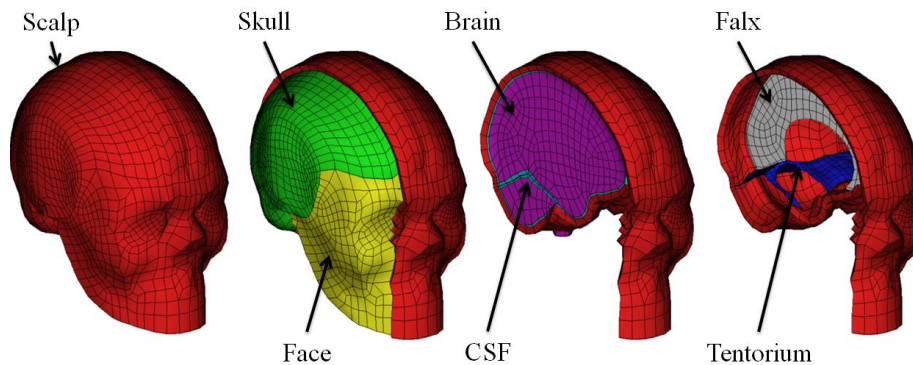 Scalp
Skull
Brain
Falx
Face
CSF
Tentorium